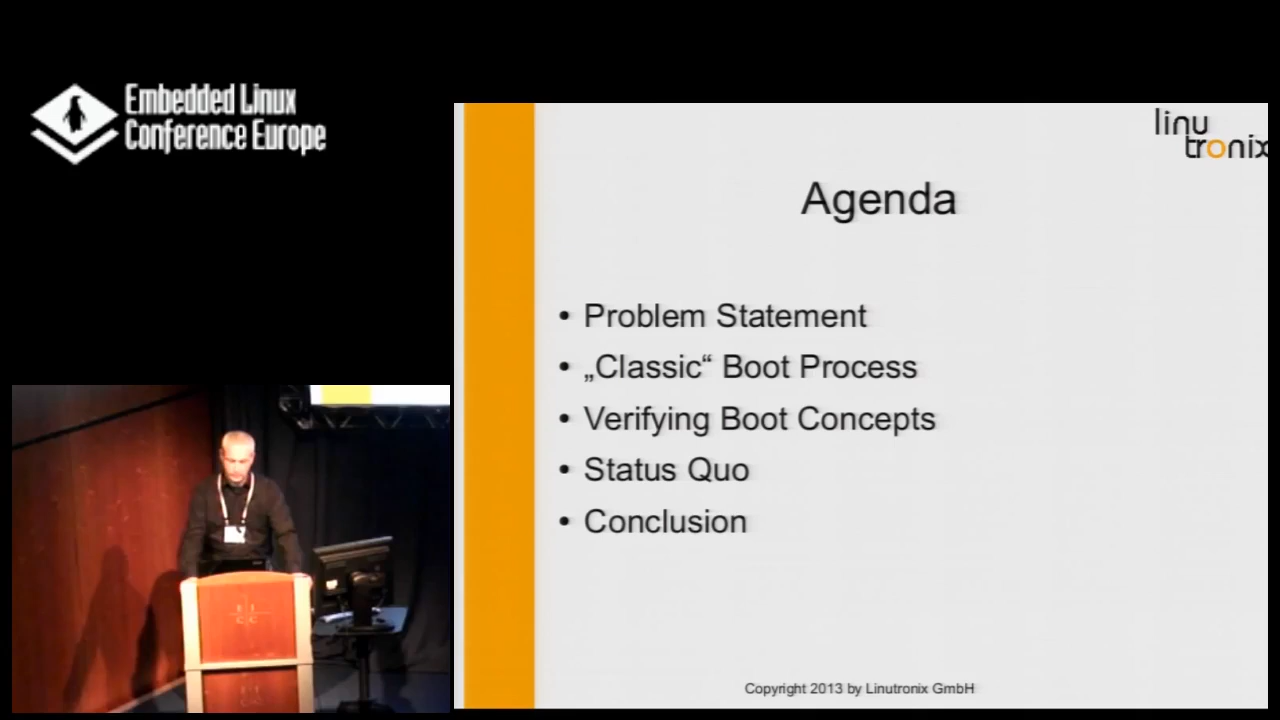 Embedded Linux
Conference Europe
linu
tronix
Agenda
• Problem Statement
• „Classic“ Boot Process
• Verifying Boot Concepts
• Status Quo
• Conclusion
Copyright 2013 by Linutronix GmbH